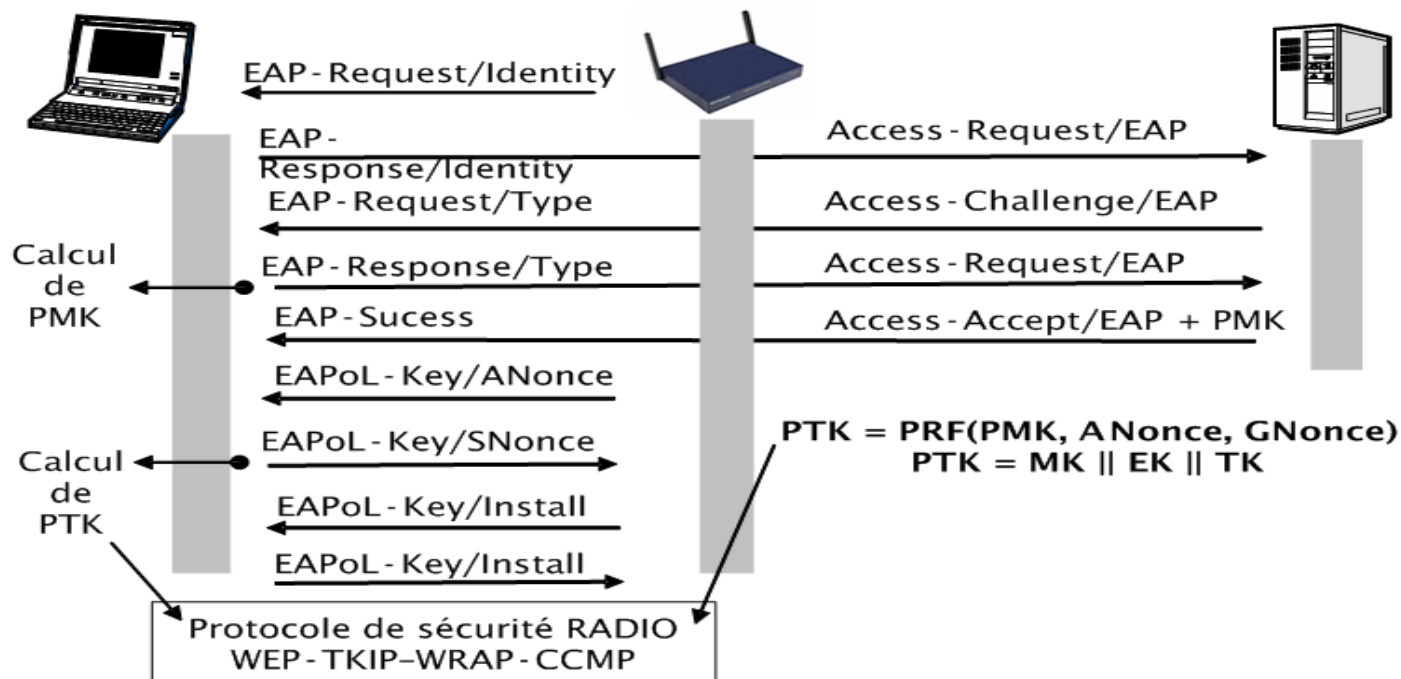 EAP-Request/Identity
EAP-
Response/Identity
Access-Request/EAP
EAP-Request/Type
Access-Challenge/EAP
Calcul
de
PMK
EAP-Response/Type
Access-Request/EAP
EAP-Sucess
Access-Accept/EAP + PMK
EAPoL-Key/ANonce
PTK = PRF(PMK, ANonce, GNonce)
PTK = MK || EK || TK
EAPoL-Key/SNonce
Calcul
de
PTK
EAPoL-Key/Install
EAPoL-Key/Install
Protocole de sécurité RADIO
WEP-TKIP–WRAP-CCMP